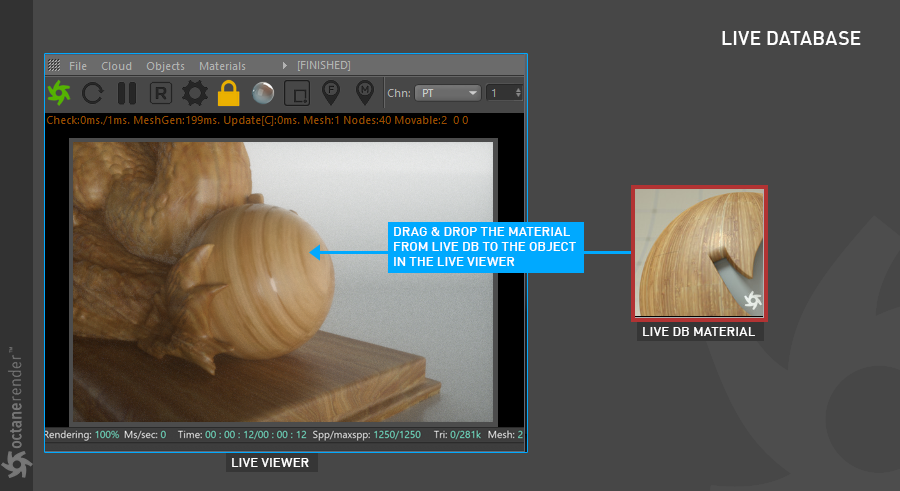 LIVE DATABASE
File Cloud Objects Materials [FINISHED]
R F M Chn: PT 1
Check:0ms./1ms. MeshGen:199ms. Update[C]:0ms. Mesh:1 Nodes:40 Movable:2 0 0
DRAG & DROP THE MATERIAL
FROM LIVE DB TO THE OBJECT
IN THE LIVE VIEWER
LIVE DB MATERIAL
Rendering: 100% Ms/sec: 0 Time: 00 : 00 : 12/00 : 00 : 12 Spp/maxspp: 1250/1250 Tri: 0/281k Mesh: 2
LIVE VIEWER
octanerender™